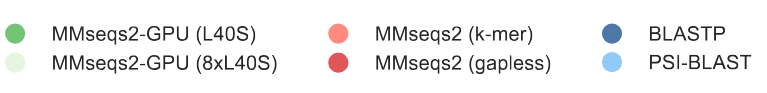 MMseqs2-GPU (L40S) MMseqs2 (k-mer) BLASTP
MMseqs2-GPU (8xL40S) MMseqs2 (gapless) PSI-BLAST